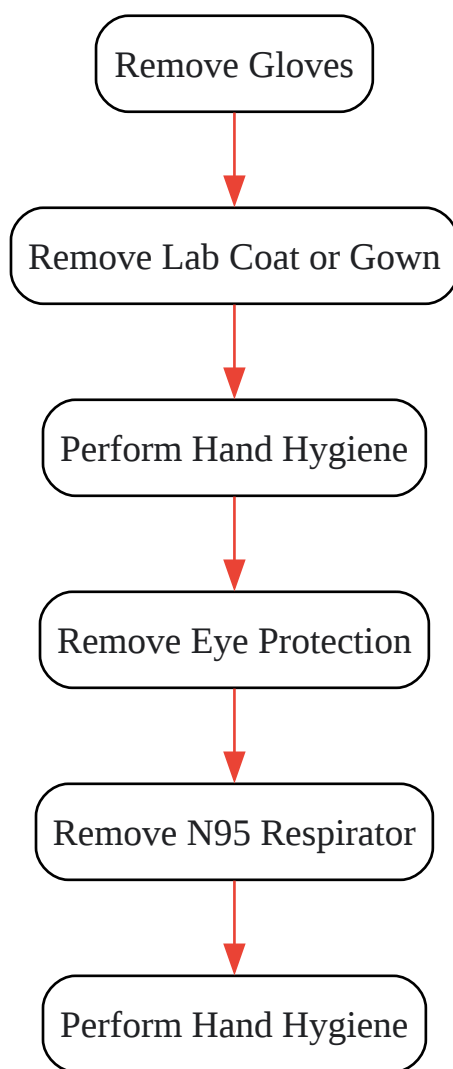 Remove Gloves
Remove Lab Coat or Gown
Perform Hand Hygiene
Remove Eye Protection
Remove N95 Respirator
Perform Hand Hygiene